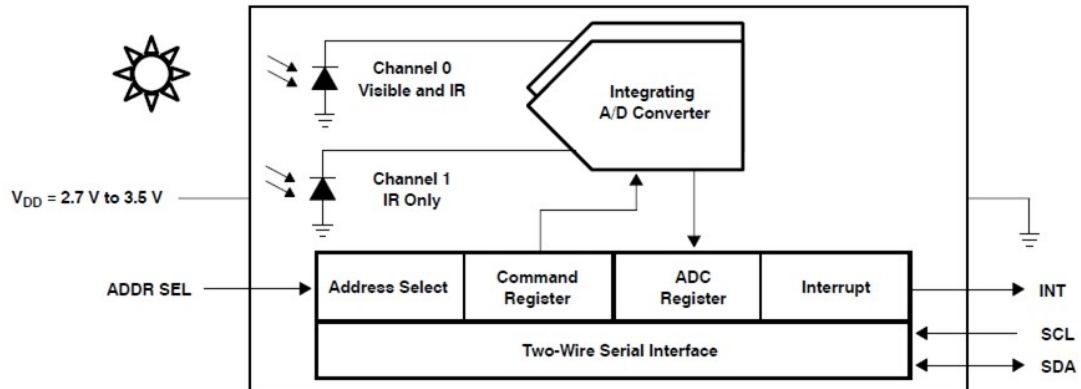 Channel 0
Visible and IR
Integrating
A/D Converter
Channel 1
IR Only
VDD = 2.7 V to 3.5 V
ADDR SEL
Address Select
Command
Register
ADC
Register
Interrupt
INT
Two-Wire Serial Interface
SCL
SDA